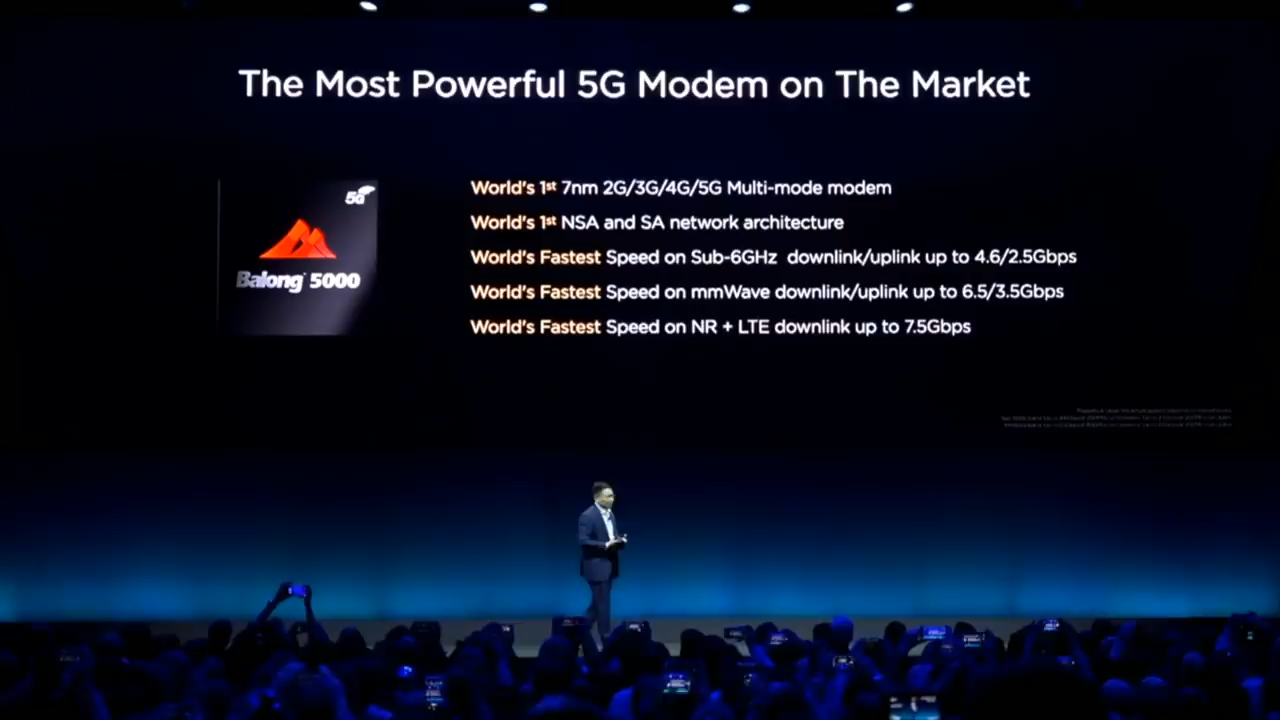 The Most Powerful 5G Modem on The Market
5G
Balong 5000
World's 1st 7nm 2G/3G/4G/5G Multi-mode modem
World's 1st NSA and SA network architecture
World's Fastest Speed on Sub-6GHz downlink/uplink up to 4.6/2.5Gbps
World's Fastest Speed on mmWave downlink/uplink up to 6.5/3.5Gbps
World's Fastest Speed on NR + LTE downlink up to 7.5Gbps